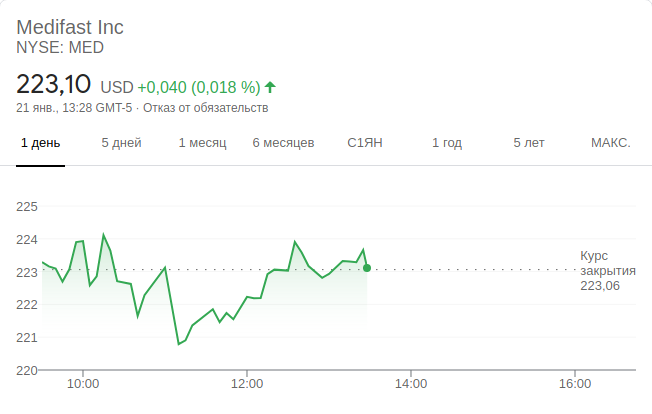 Medifast Inc
NYSE: MED
223,10 USD +0,040 (0,018 %)
21 янв., 13:28 GMT-5 · Отказ от обязательств
1 день 5 дней 1 месяц 6 месяцев С1ЯН 1 год 5 лет МАКС.
225
224
223
222
221
220
Курс
закрытия
223,06
10:00 12:00 14:00 16:00